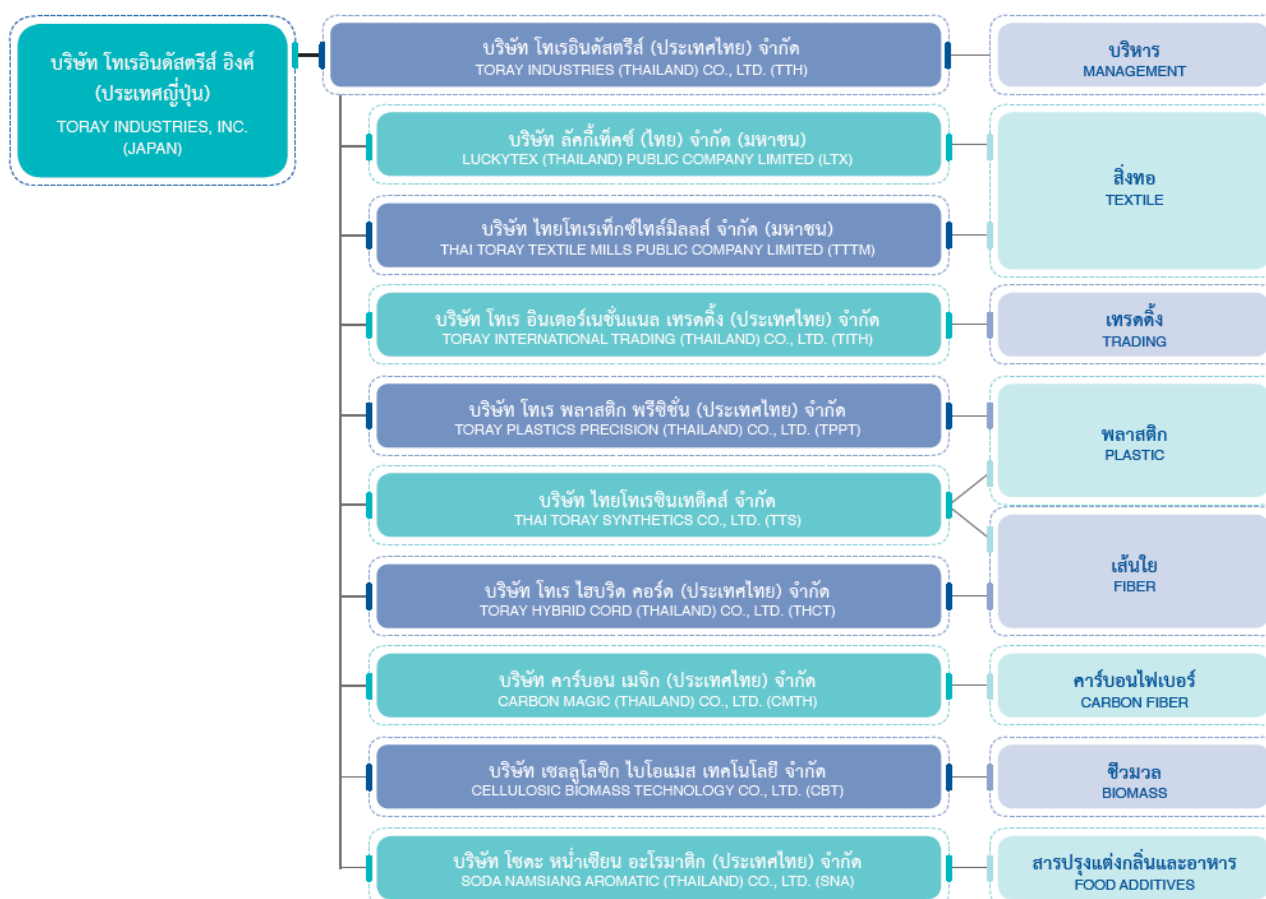 บริษัท โทเรอินดัสตรีส์ อิงค์
(ประเทศญี่ปุ่น)
TORAY INDUSTRIES, INC.
(JAPAN)
บริษัท โทเรอินดัสตรีส์ (ประเทศไทย) จำกัด
TORAY INDUSTRIES (THAILAND) CO., LTD. (TTH)
บริหาร
MANAGEMENT
บริษัท ลัคกี้เท็คซ์ (ไทย) จำกัด (มหาชน)
LUCKYTEX (THAILAND) PUBLIC COMPANY LIMITED (LTX)
สิ่งทอ
TEXTILE
บริษัท ไทยโทเรเท็กซ์ไทล์มิลลส์ จำกัด (มหาชน)
THAI TORAY TEXTILE MILLS PUBLIC COMPANY LIMITED (TTTM)
บริษัท โทเร อินเตอร์เนชั่นแนล เทรดดิ้ง (ประเทศไทย) จำกัด
TORAY INTERNATIONAL TRADING (THAILAND) CO., LTD. (TITH)
เทรดดิ้ง
TRADING
บริษัท โทเร พลาสติก พรีซิชั่น (ประเทศไทย) จำกัด
TORAY PLASTICS PRECISION (THAILAND) CO., LTD. (TPPT)
พลาสติก
PLASTIC
บริษัท ไทยโทเรซินเทติคส์ จำกัด
THAI TORAY SYNTHETICS CO., LTD. (TTS)
เส้นใย
FIBER
บริษัท โทเร ไฮบริด คอร์ด (ประเทศไทย) จำกัด
TORAY HYBRID CORD (THAILAND) CO., LTD. (THCT)
บริษัท คาร์บอน เมจิก (ประเทศไทย) จำกัด
CARBON MAGIC (THAILAND) CO., LTD. (CMTH)
คาร์บอนไฟเบอร์
CARBON FIBER
บริษัท เซลลูโลซิก ไบโอแมส เทคโนโลยี จำกัด
CELLULOSIC BIOMASS TECHNOLOGY CO., LTD. (CBT)
ชีวมวล
BIOMASS
บริษัท โซดะ หน่ำเซียน อะโรมาติก (ประเทศไทย) จำกัด
SODA NAMSIANG AROMATIC (THAILAND) CO., LTD. (SNA)
สารปรุงแต่งกลิ่นและอาหาร
FOOD ADDITIVES